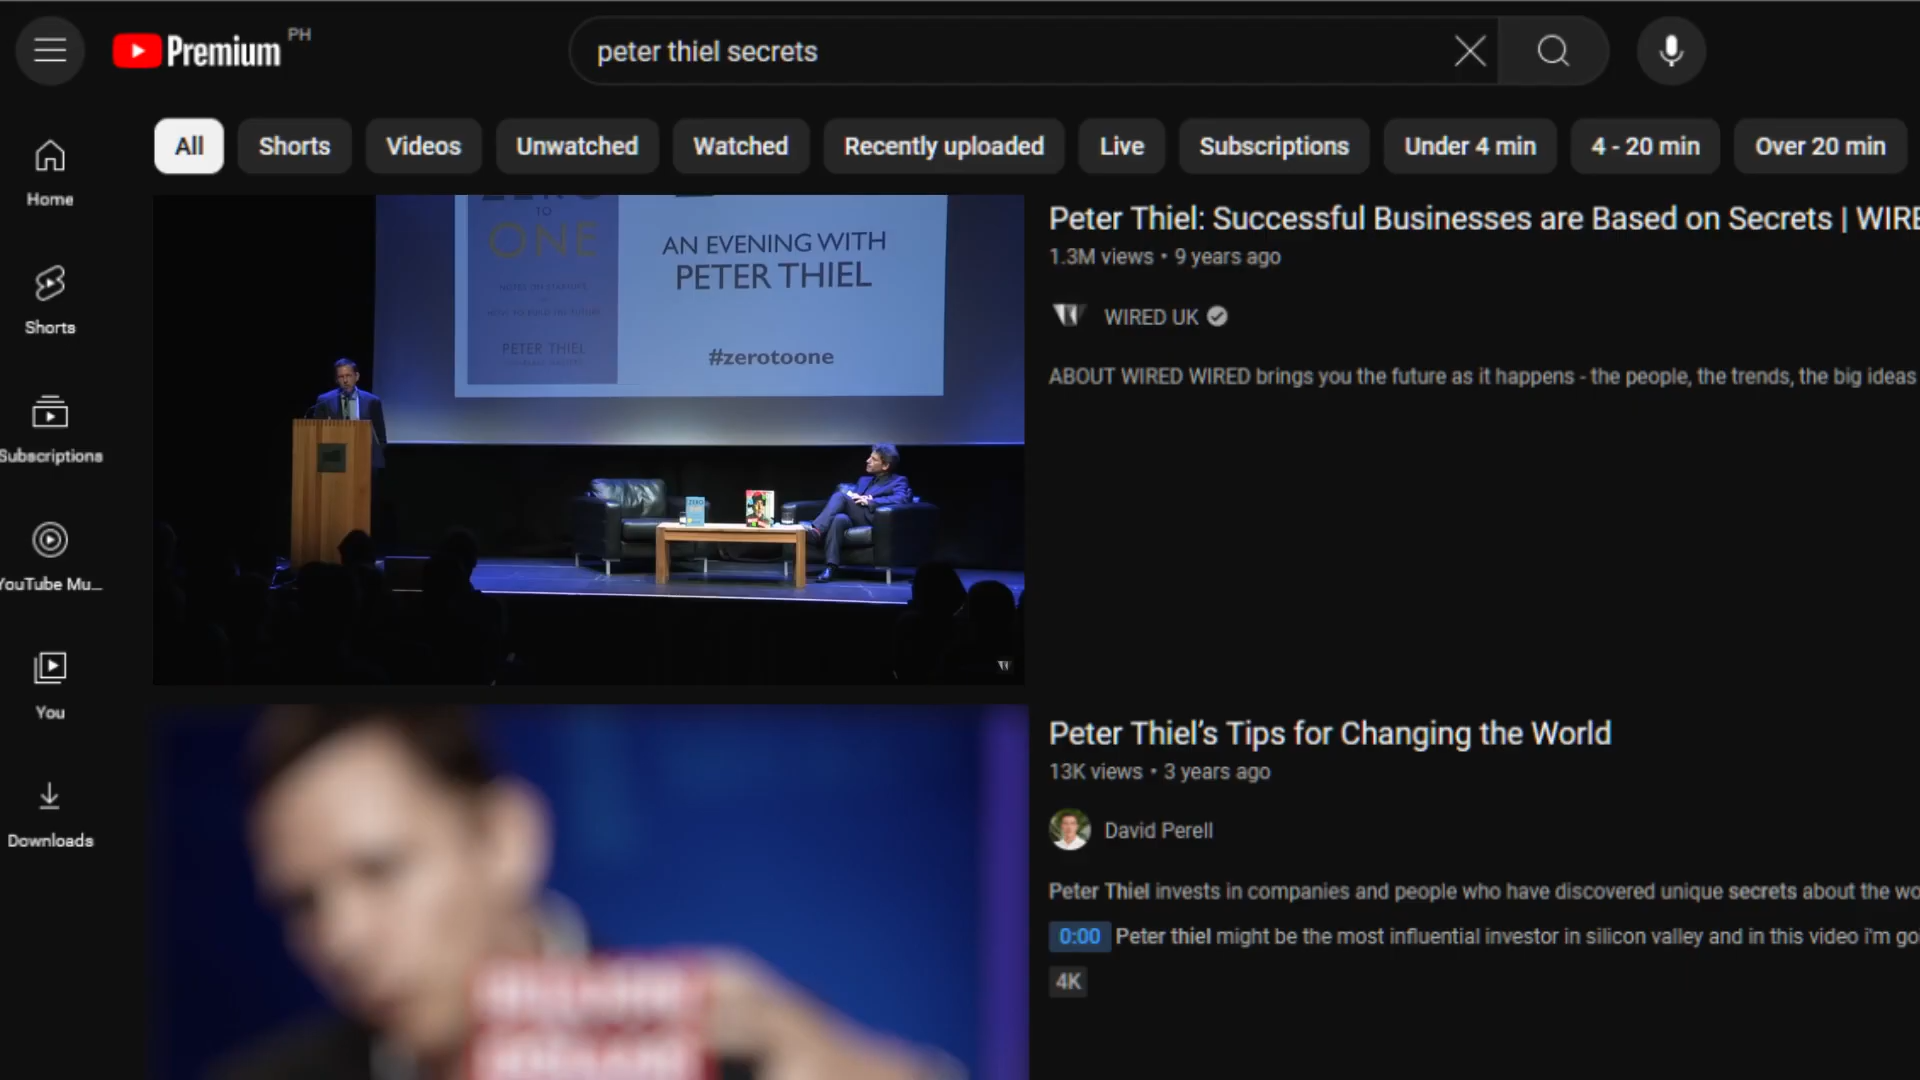 Premium PH
peter thiel secrets
All
Shorts
Videos
Unwatched
Watched
Recently uploaded
Live
Subscriptions
Under 4 min
4 - 20 min
Over 20 min
Home
Shorts
Subscriptions
YouTube Mu...
You
Downloads
TO
ONE
PETER THIEL
AN EVENING WITH
PETER THIEL
#zerotoone
Peter Thiel: Successful Businesses are Based on Secrets | WIRE
1.3M views • 9 years ago
WIRED UK
ABOUT WIRED WIRED brings you the future as it happens - the people, the trends, the big ideas
Peter Thiel’s Tips for Changing the World
13K views • 3 years ago
David Perell
Peter Thiel invests in companies and people who have discovered unique secrets about the wo
0:00 Peter thiel might be the most influential investor in silicon valley and in this video i'm go
4K